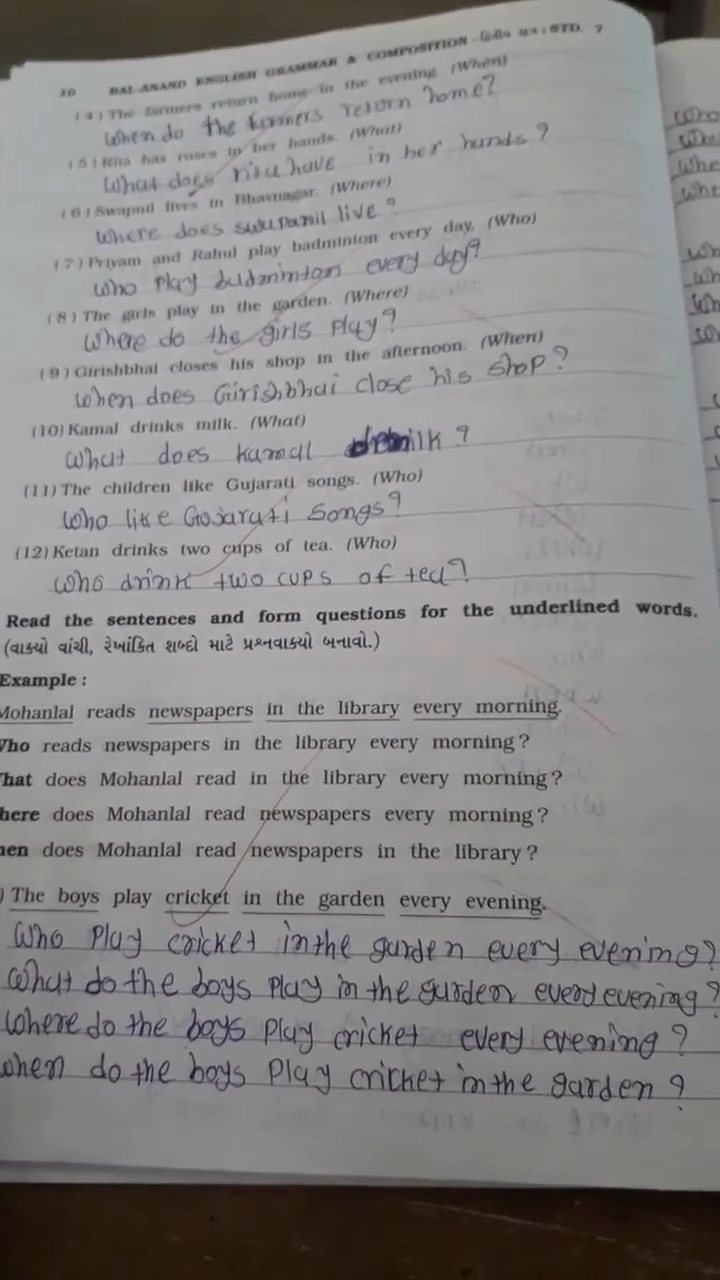 10 BAL-ANAND ENGLISH GRAMMAR & COMPOSITION - દ્વિતીય સત્ર : STD. 7
(4) The farmers return home in the evening. (When)
When do the farmers return home?
(5) Rita has roses in her hands. (What)
What does rita have in her hunds?
(6) Swapnil lives in Bhavnagar. (Where)
Where does swapanil live?
(7) Priyam and Rahul play badminton every day. (Who)
Who play budminton every day?
(8) The girls play in the garden. (Where)
Where do the girls play?
(9) Girishbhai closes his shop in the afternoon. (When)
When does Girishbhai close his shop?
(10) Kamal drinks milk. (What)
What does kamal ?
(11) The children like Gujarati songs. (Who)
Who like Gojarati songs?
(12) Ketan drinks two cups of tea. (Who)
Who drink two cups of tea?
Read the sentences and form questions for the underlined words.
(વાક્યો વાંચી, રેખાંકિત શબ્દો માટે પ્રશ્નવાક્યો બનાવો.)
Example :
Mohanlal reads newspapers in the library every morning.
Who reads newspapers in the library every morning?
hat does Mohanlal read in the library every morning?
here does Mohanlal read newspapers every morning?
hen does Mohanlal read newspapers in the library?
) The boys play cricket in the garden every evening.
Who Play cricket in the garden every evening?
What do the boys play in the garden every evening?
Where do the boys play cricket every evening?
When do the boys Play cricket in the garden?